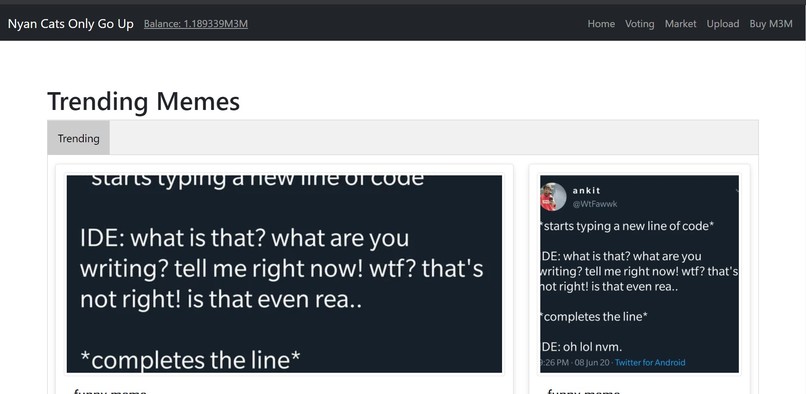 Nyan Cats Only Go Up Balance: 1.189339M3M Home Voting Market Upload Buy M3M
Trending Memes
Trending
starts typing a new line of code
IDE: what is that? what are you
writing? tell me right now! wtf? that's
not right! is that even rea..
*completes the line*
funny meme
ankit
@WtFawwk
*starts typing a new line of code*
IDE: what is that? what are you
writing? tell me right now! wtf? that's
not right! is that even rea..
*completes the line*
IDE: oh lol nvm.
9:26 PM · 08 Jun 20 · Twitter for Android
funny meme